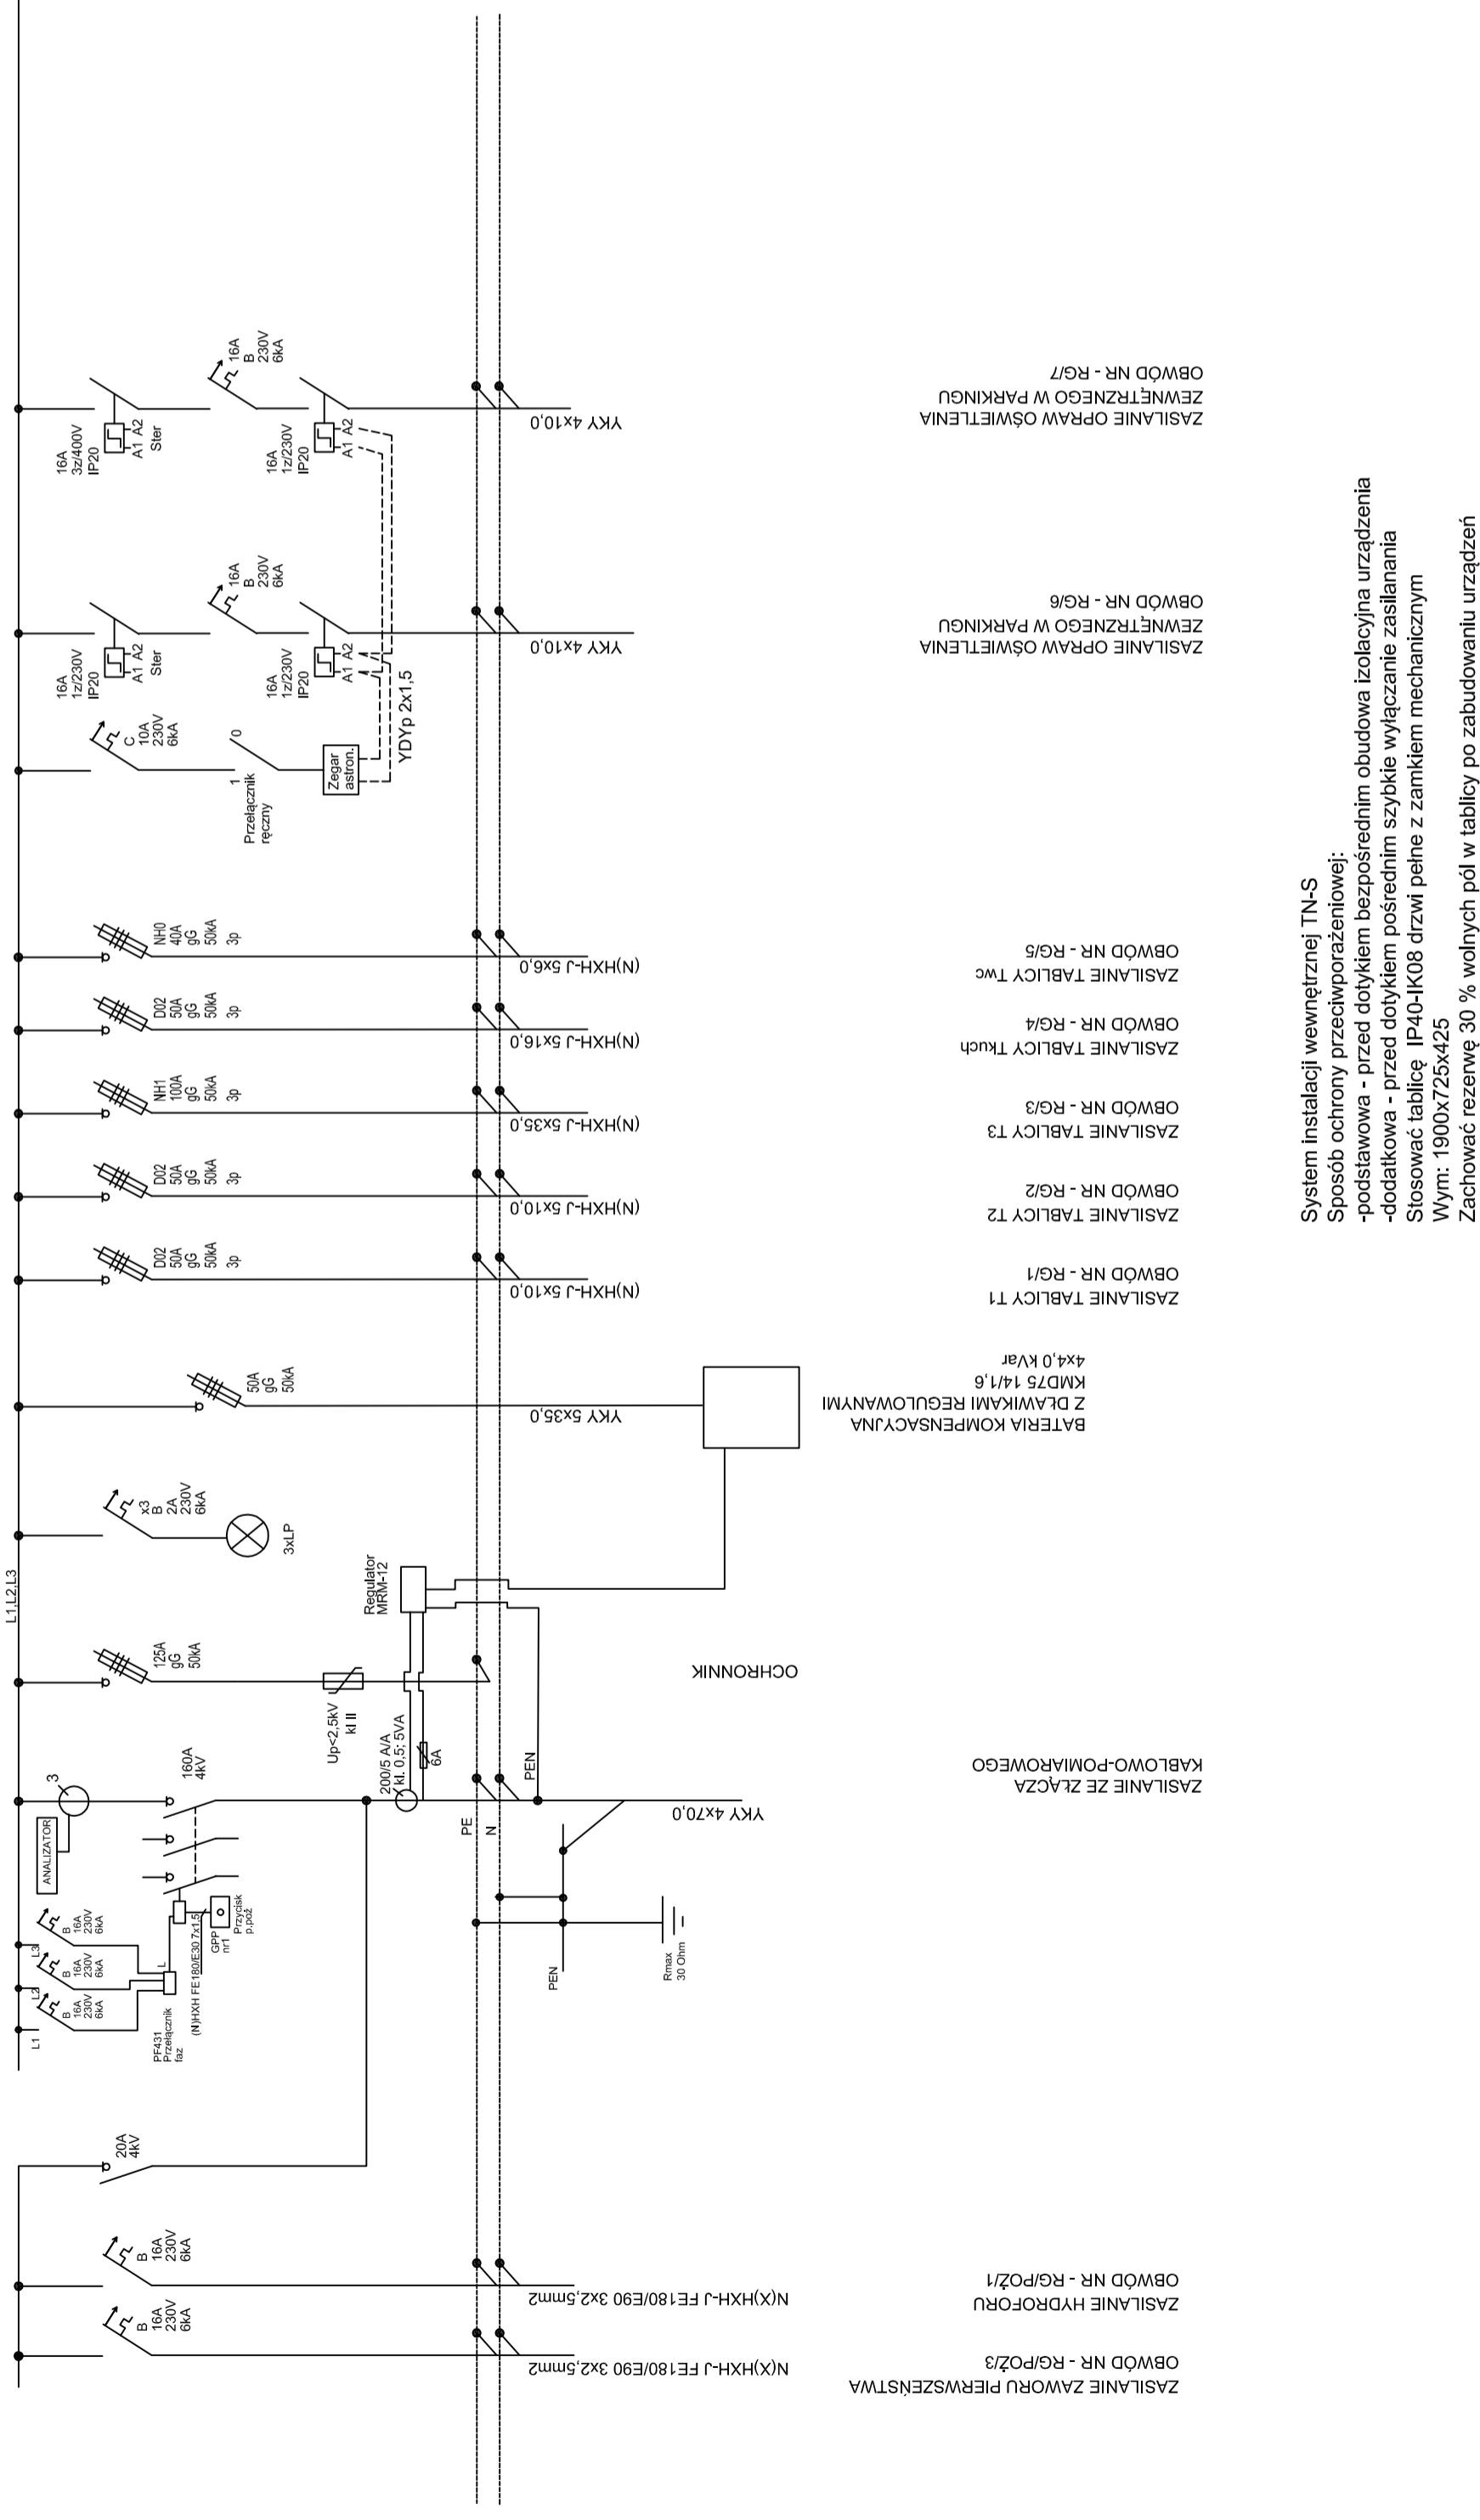 L1,L2,L3
16A
3z/400V
IP20
A1 A2
Ster
16A
B
230V
6kA
16A
1z/230V
IP20
A1 A2
YKY 4x10,0
ZASILANIE OPRAW OŚWIETLENIA
ZEWNĘTRZNEGO W PARKINGU
OBWÓD NR - RG/7
16A
1z/230V
IP20
A1 A2
Ster
16A
B
230V
6kA
16A
1z/230V
IP20
A1 A2
YKY 4x10,0
ZASILANIE OPRAW OŚWIETLENIA
ZEWNĘTRZNEGO W PARKINGU
OBWÓD NR - RG/6
C
10A
230V
6kA
1
0
Przełącznik
ręczny
Zegar
astron.
YDYp 2x1,5
NH0
40A
gG
50kA
3p
(N)HXH-J 5x6,0
ZASILANIE TABLICY Twc
OBWÓD NR - RG/5
D02
50A
gG
50kA
3p
(N)HXH-J 5x16,0
ZASILANIE TABLICY Tkuch
OBWÓD NR - RG/4
NH1
100A
gG
50kA
3p
(N)HXH-J 5x35,0
ZASILANIE TABLICY T3
OBWÓD NR - RG/3
D02
50A
gG
50kA
3p
(N)HXH-J 5x10,0
ZASILANIE TABLICY T2
OBWÓD NR - RG/2
D02
50A
gG
50kA
3p
(N)HXH-J 5x10,0
ZASILANIE TABLICY T1
OBWÓD NR - RG/1
50A
gG
50kA
YKY 5x35,0
BATERIA KOMPENSACYJNA
Z DŁAWIKAMI REGULOWANYMI
KMD75 14/1,6
4x4,0 kVar
x3
B
2A
230V
6kA
3xLP
Regulator
MRM-12
125A
gG
50kA
Up<2,5kV
kl II
OCHRONNIK
3
ANALIZATOR
160A
4kV
200/5 A/A
kl. 0,5; 5VA
6A
PE
N
PEN
YKY 4x70,0
ZASILANIE ZE ZŁĄCZA
KABLOWO-POMIAROWEGO
L3
B
16A
230V
6kA
L2
B
16A
230V
6kA
L1
B
16A
230V
6kA
L
PF431
Przełącznik
faz
(N)HXH FE180/E30 7x1,5
GPP
nr1
Przycisk
p.poż
PEN
Rmax
30 Ohm
20A
4kV
B
16A
230V
6kA
N(X)HXH-J FE180/E90 3x2,5mm2
ZASILANIE HYDROFORU
OBWÓD NR - RG/POŻ/1
B
16A
230V
6kA
N(X)HXH-J FE180/E90 3x2,5mm2
ZASILANIE ZAWORU PIERWSZEŃSTWA
OBWÓD NR - RG/POŻ/3
System instalacji wewnętrznej TN-S
Sposób ochrony przeciwporażeniowej:
-podstawowa - przed dotykiem bezpośrednim obudowa izolacyjna urządzenia
-dodatkowa - przed dotykiem pośrednim szybkie wyłączanie zasilanania
Stosować tablicę IP40-IK08 drzwi pełne z zamkiem mechanicznym
Wym: 1900x725x425
Zachować rezerwę 30 % wolnych pól w tablicy po zabudowaniu urządzeń